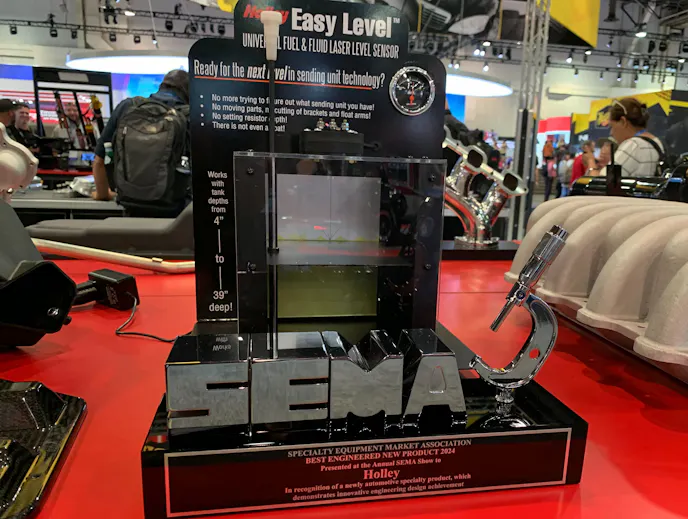 Holley Easy Level™
UNIVERSAL FUEL & FLUID LASER LEVEL SENSOR
Ready for the next level in sending unit technology?
• No more trying to figure out what sending unit you have!
• No moving parts, no cutting of brackets and float arms!
• No setting resistor depth!
• There is not even a float!
Works
with
tank
depths
from
4"
to
39"
deep!
SEMA
SPECIALTY EQUIPMENT MARKET ASSOCIATION
BEST ENGINEERED NEW PRODUCT 2024
Presented at the Annual SEMA Show to
Holley
In recognition of a newly automotive specialty product, which
demonstrates innovative engineering design achievement